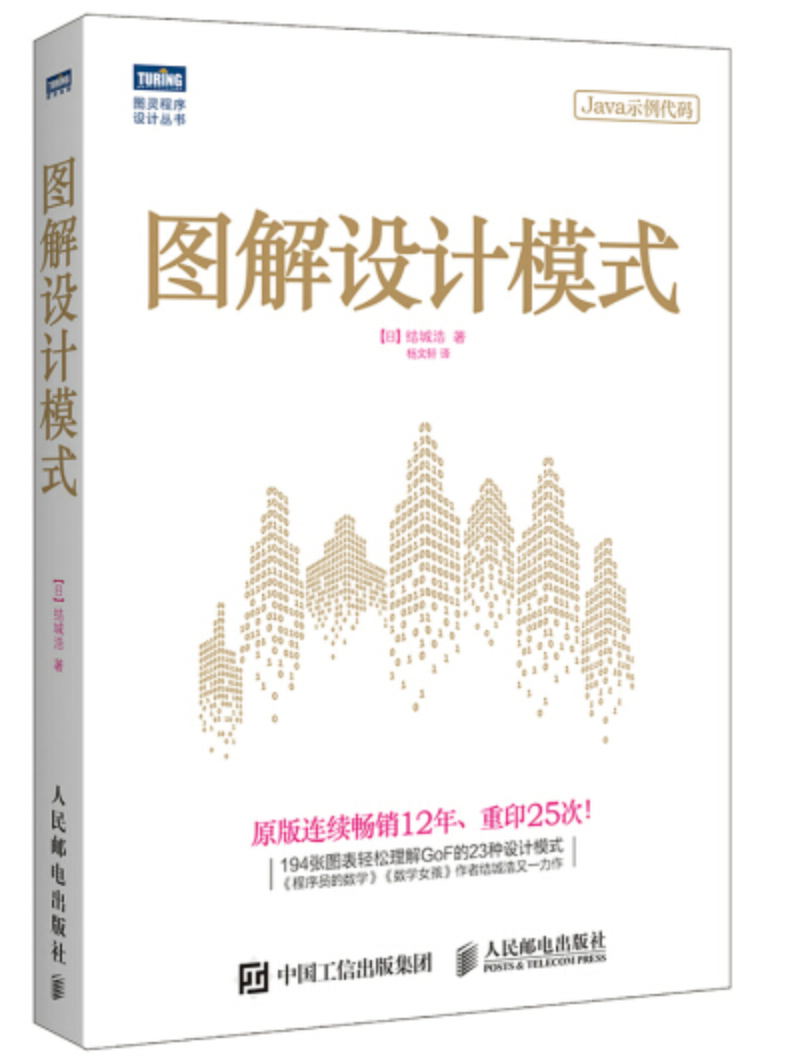 TURING
图灵程序
设计丛书
Java示例代码
图解设计模式
【日】结城浩 著
杨文轩 译
原版连续畅销12年、重印25次!
194张图表轻松理解GoF的23种设计模式
《程序员的数学》《数学女孩》作者结城浩又一力作
中国工信出版集团
人民邮电出版社
POSTS & TELECOM PRESS
TURING
图解设计模式
【日】结城浩 著
人民邮电出版社